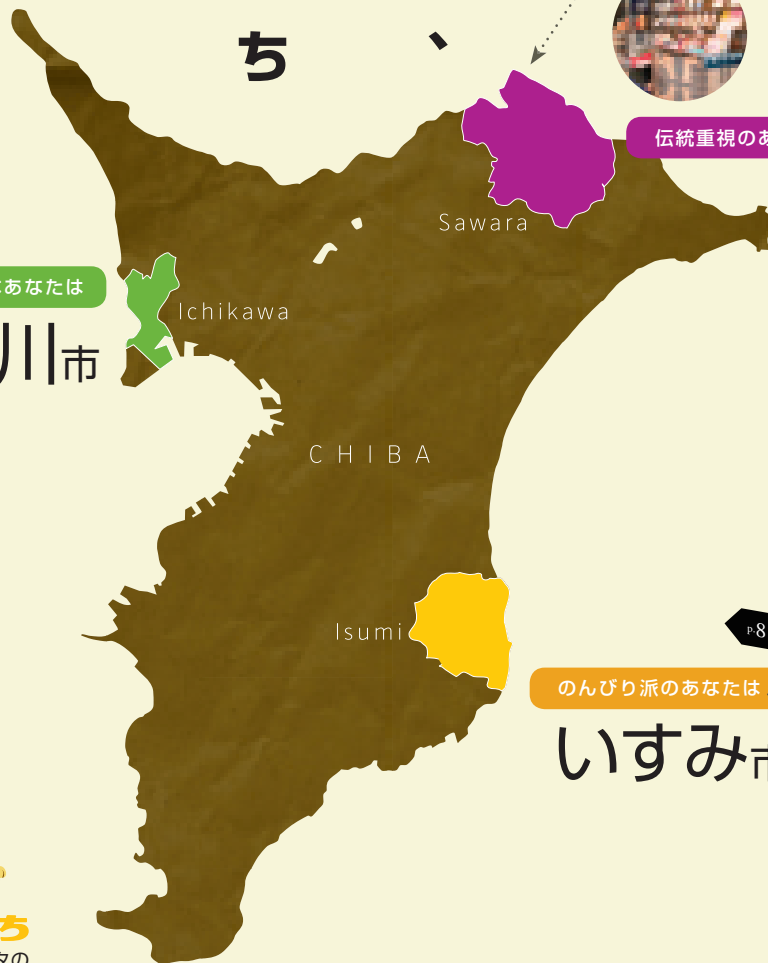 ち、
伝統重視のあ
Sawara
あなたは
Ichikawa
川市
CHIBA
Isumi
P.8
のんびり派のあなたは
いすみ市
ち
の